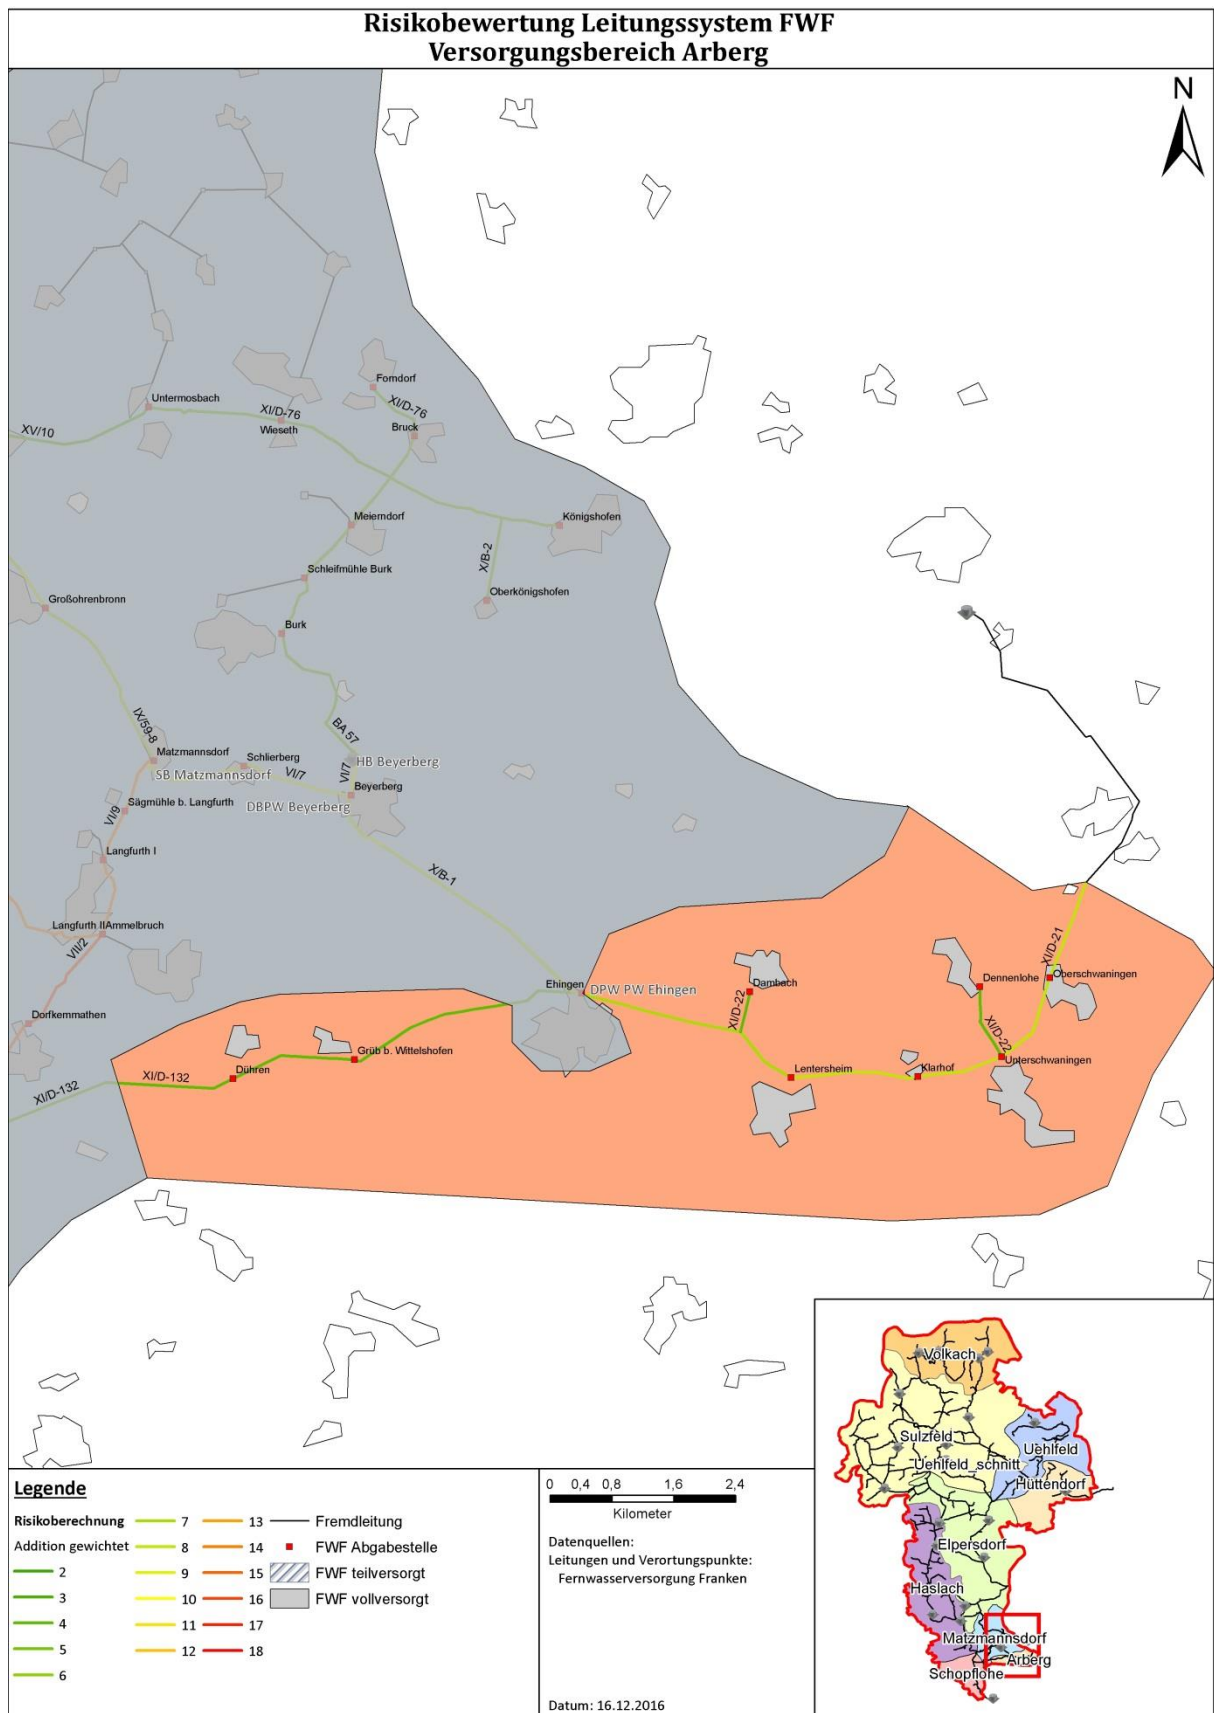 Risikobewertung Leitungssystem FWF
Versorgungsbereich Arberg
N
Forndorf
XI/D-76
Untermosbach
XI/D-76
Bruck
Wieseth
XV/10
Meierndorf
Königshofen
X/B-2
Schleifmühle Burk
Oberkönigshofen
Großohrenbronn
Burk
IX/59-8
BA 57
Matzmannsdorf
Schlierberg
HB Beyerberg
SB Matzmannsdorf
VI/7
VI/7
Beyerberg
Sägmühle b. Langfurth
DBPW Beyerberg
VI/9
Langfurth I
X/B-1
Langfurth IIAmmelbruch
VII/2
XI/D-21
Dennenlohe
Oberschwaningen
Ehingen
DPW PW Ehingen
Dambach
Dorfkemmathen
XI/D-22
XI/D-22
Grüb b. Wittelshofen
Unterschwaningen
Dühren
Lentersheim
Klarhof
XI/D-132
XI/D-132
Volkach
Sulzfeld
Uehlfeld
Uehlfeld_schnitt
Hüttendorf
Elpersdorf
Haslach
Matzmannsdorf
Arberg
Schopflohe
Legende
Risikoberechnung
Addition gewichtet
2
3
4
5
6
7
8
9
10
11
12
13
14
15
16
17
18
Fremdleitung
FWF Abgabestelle
FWF teilversorgt
FWF vollversorgt
0 0,4 0,8 1,6 2,4
Kilometer
Datenquellen:
Leitungen und Verortungspunkte:
Fernwasserversorgung Franken
Datum: 16.12.2016